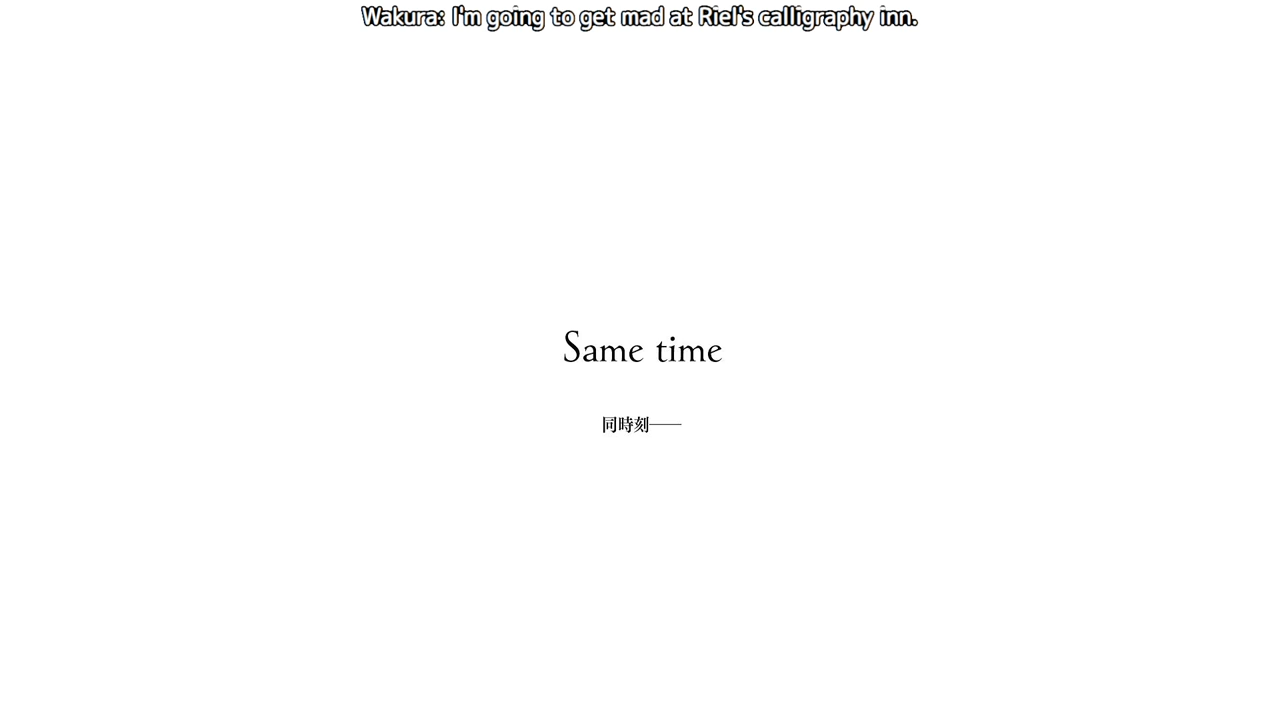 Wakura: I'm going to get mad at Riel's calligraphy inn.
Same time
同時刻――